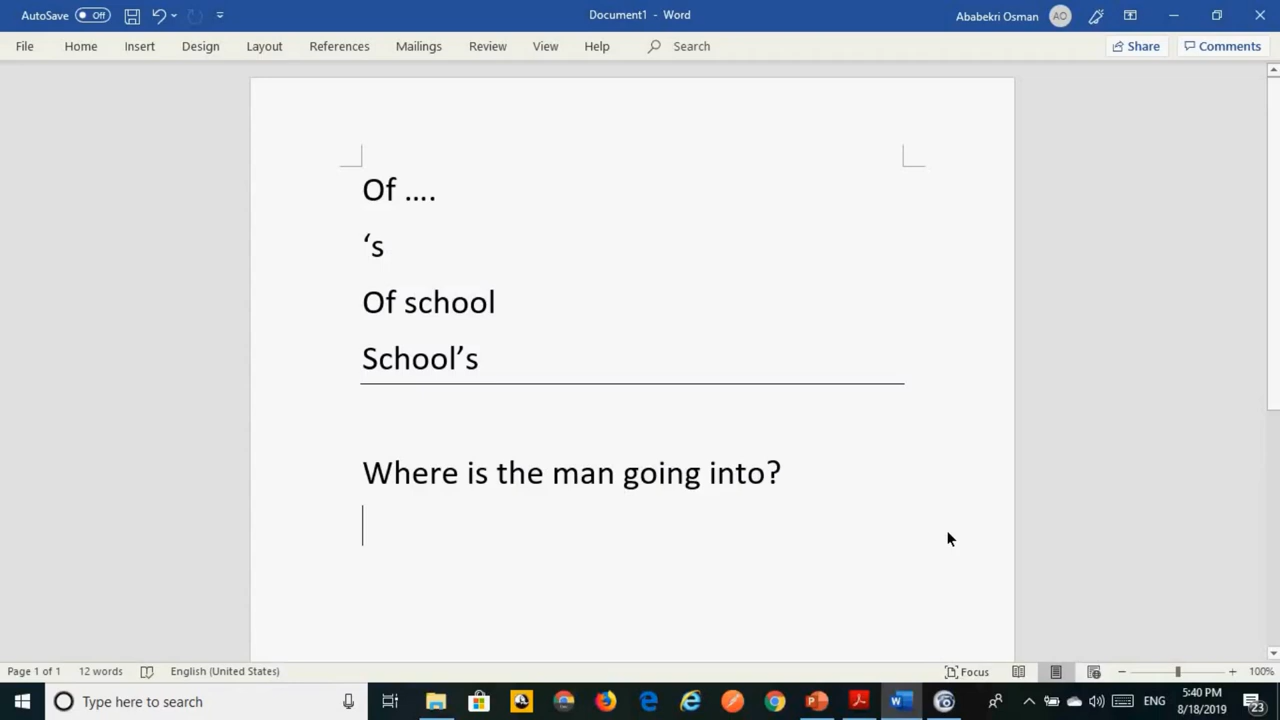 AutoSave Off Document1 - Word Ababekri Osman AO
File Home Insert Design Layout References Mailings Review View Help Search Share Comments
Of ….
‘s
Of school
School’s
Where is the man going into?
Page 1 of 1 12 words English (United States) Focus 100%
Type here to search ENG 5:40 PM
8/18/2019 23